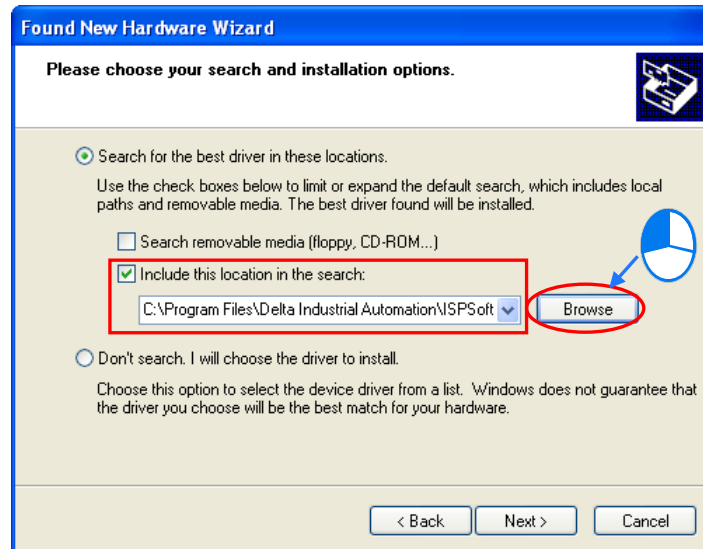 Found New Hardware Wizard
Please choose your search and installation options.
Search for the best driver in these locations.
Use the check boxes below to limit or expand the default search, which includes local
paths and removable media. The best driver found will be installed.
Search removable media (floppy, CD-ROM...)
Include this location in the search:
C:\Program Files\Delta Industrial Automation\ISPSoft
Browse
Don't search. I will choose the driver to install.
Choose this option to select the device driver from a list. Windows does not guarantee that
the driver you choose will be the best match for your hardware.
< Back Next > Cancel